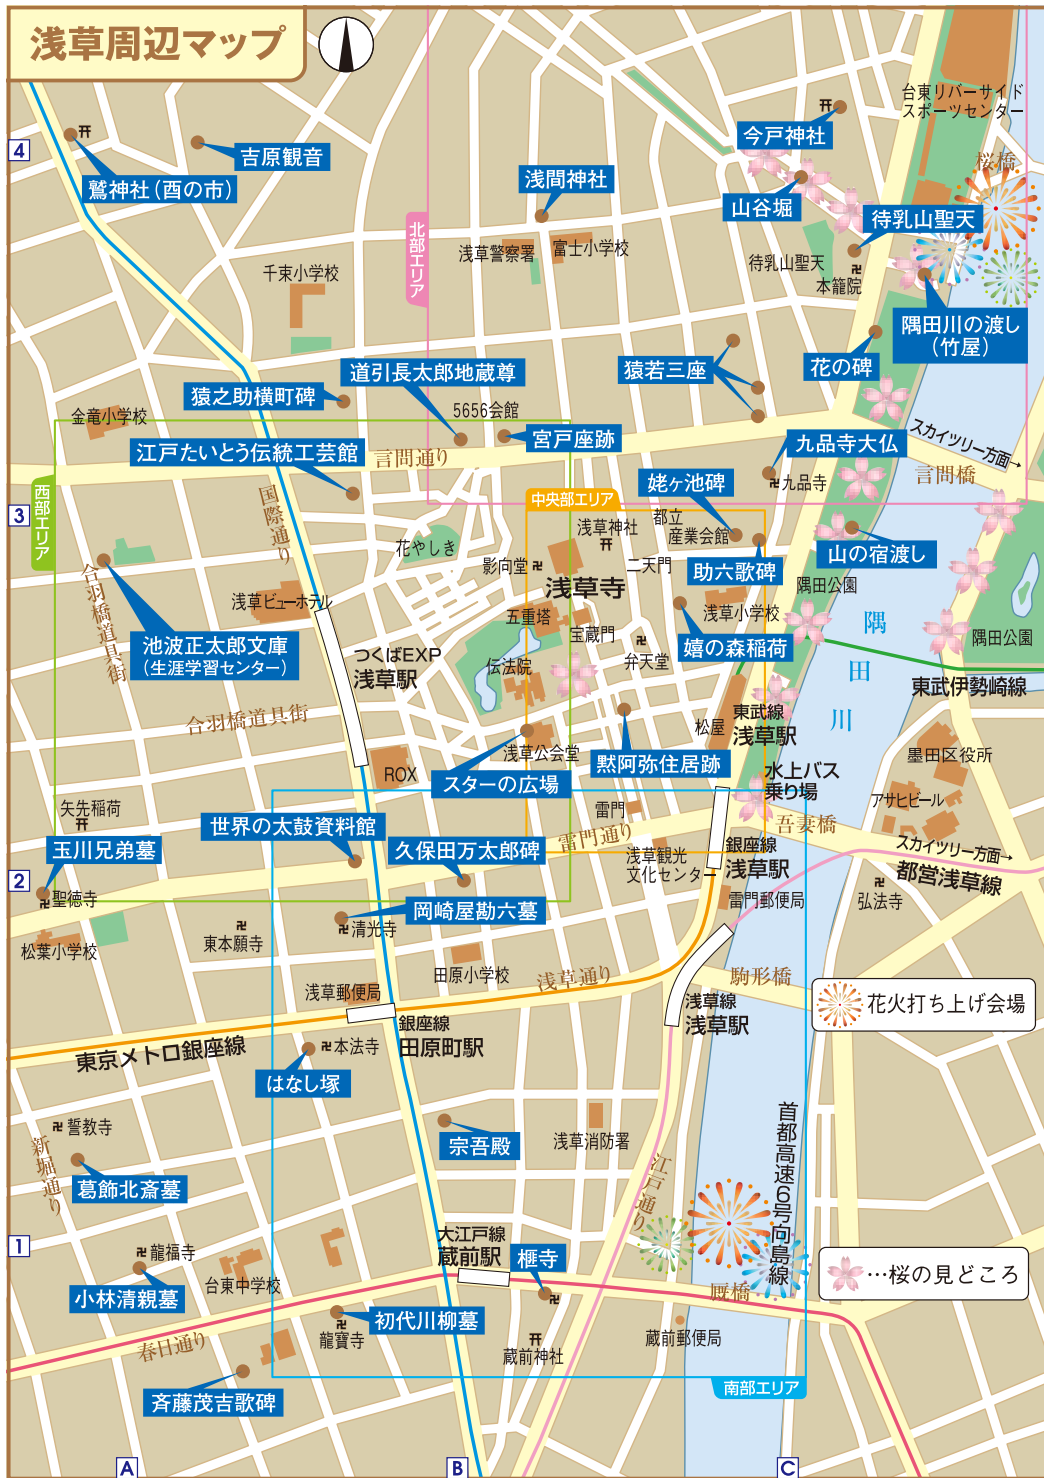 浅草周辺マップ
台東リバーサイド
スポーツセンター
4
今戸神社
吉原観音
桜橋
鷲神社(酉の市)
浅間神社
山谷堀
待乳山聖天
北部エリア
浅草警察署
富士小学校
待乳山聖天
本龍院
千束小学校
隅田川の渡し
(竹屋)
道引長太郎地蔵尊
猿若三座
花の碑
猿之助横町碑
金竜小学校
5656会館
江戸たいとう伝統工芸館
宮戸座跡
九品寺大仏
スカイツリー方面→
言問通り
言問橋
九品寺
姥ヶ池碑
西部エリア
国際通り
中央部エリア
3
浅草神社
都立
産業会館
山の宿渡し
花やしき
影向堂
二天門
助六歌碑
合羽橋道具街
浅草寺
隅田公園
浅草ビューホテル
浅草小学校
五重塔
宝蔵門
隅田川
隅田公園
池波正太郎文庫
(生涯学習センター)
つくばEXP
浅草駅
伝法院
弁天堂
嬉の森稲荷
東武伊勢崎線
合羽橋道具街
松屋
東武線
浅草駅
浅草公会堂
黙阿弥住居跡
墨田区役所
ROX
スターの広場
水上バス
乗り場
アサヒビール
矢先稲荷
世界の太鼓資料館
雷門
雷門通り
吾妻橋
玉川兄弟墓
久保田万太郎碑
浅草観光
文化センター
銀座線
浅草駅
スカイツリー方面→
都営浅草線
2
聖徳寺
岡崎屋勘六墓
雷門郵便局
弘法寺
清光寺
松葉小学校
東本願寺
田原小学校
浅草通り
駒形橋
浅草郵便局
浅草線
浅草駅
花火打ち上げ会場
銀座線
田原町駅
東京メトロ銀座線
本法寺
はなし塚
誓教寺
宗吾殿
浅草消防署
首都高速6号向島線
新堀通り
江戸通り
葛飾北斎墓
1
龍福寺
大江戸線
蔵前駅
榧寺
…桜の見どころ
台東中学校
厩橋
小林清親墓
初代川柳墓
春日通り
龍寶寺
蔵前神社
蔵前郵便局
南部エリア
斉藤茂吉歌碑
A
B
C